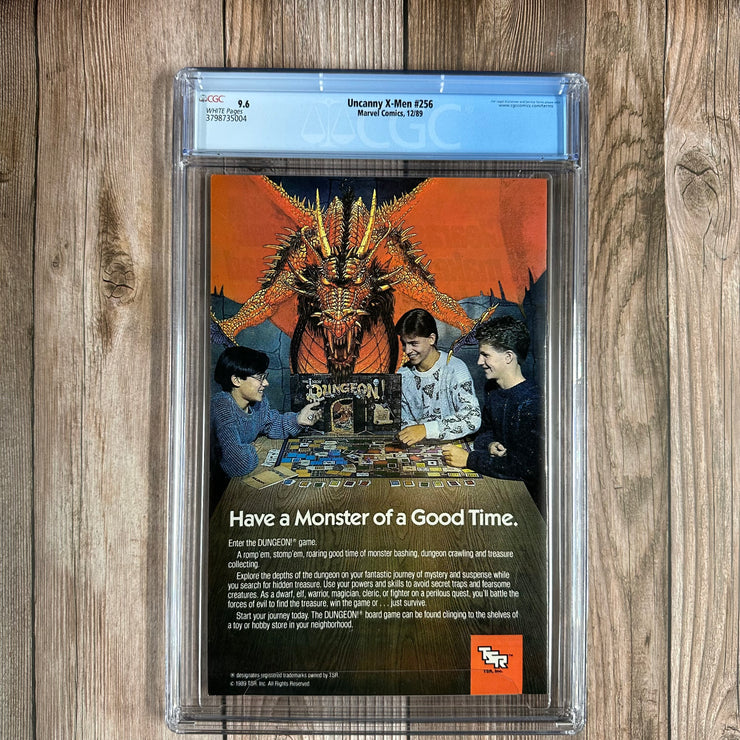 CGC
9.6
WHITE Pages
3798735004
Uncanny X-Men #256
Marvel Comics, 12/89
www.cgccomics.com/terms
CGC
THE NEW
DUNGEON!
Have a Monster of a Good Time.
Enter the DUNGEON!® game.
A romp'em, stomp'em, roaring good time of monster bashing, dungeon crawling and treasure
collecting.
Explore the depths of the dungeon on your fantastic journey of mystery and suspense while
you search for hidden treasure. Use your powers and skills to avoid secret traps and fearsome
creatures. As a dwarf, elf, warrior, magician, cleric, or fighter on a perilous quest, you'll battle the
forces of evil to find the treasure, win the game or . . . just survive.
Start your journey today. The DUNGEON!® board game can be found clinging to the shelves of
a toy or hobby store in your neighborhood.
® designates registered trademarks owned by TSR.
© 1989 TSR, Inc. All Rights Reserved.
TSR™
TSR, Inc.